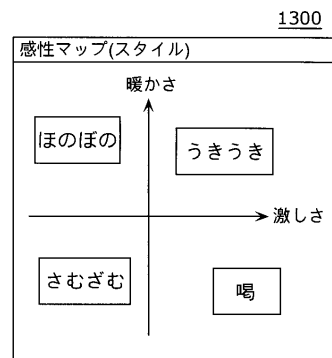 1300
感性マップ(スタイル)
暖かさ
ほのぼの
うきうき
激しさ
さむざむ
喝